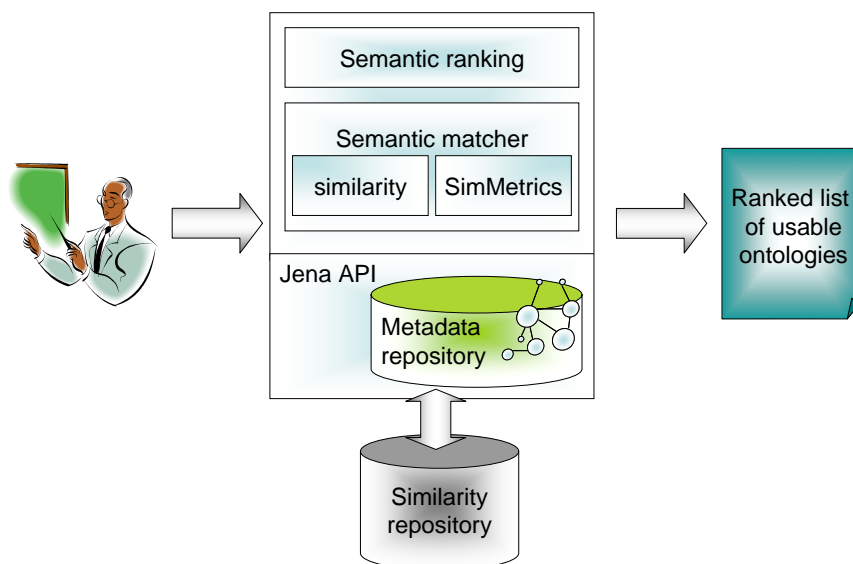 Semantic ranking
Semantic matcher
similarity
SimMetrics
Ranked list
of usable
ontologies
Jena API
Metadata
repository
Similarity
repository